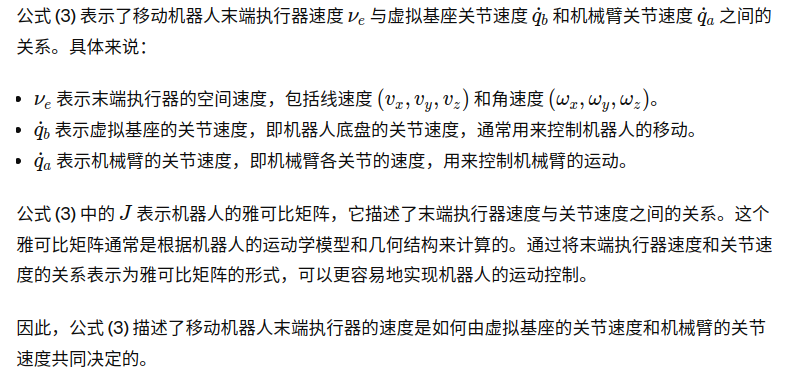 公式 (3) 表示了移动机器人末端执行器速度 νₑ 与虚拟基座关节速度 q̇_b 和机械臂关节速度 q̇ₐ 之间的
关系。具体来说：
• νₑ 表示末端执行器的空间速度，包括线速度 (vₓ, v_y, v_z) 和角速度 (ωₓ, ω_y, ω_z)。
• q̇_b 表示虚拟基座的关节速度，即机器人底盘的关节速度，通常用来控制机器人的移动。
• q̇ₐ 表示机械臂的关节速度，即机械臂各关节的速度，用来控制机械臂的运动。
公式 (3) 中的 J 表示机器人的雅可比矩阵，它描述了末端执行器速度与关节速度之间的关系。这个
雅可比矩阵通常是根据机器人的运动学模型和几何结构来计算的。通过将末端执行器速度和关节速
度的关系表示为雅可比矩阵的形式，可以更容易地实现机器人的运动控制。
因此，公式 (3) 描述了移动机器人末端执行器的速度是如何由虚拟基座的关节速度和机械臂的关节
速度共同决定的。